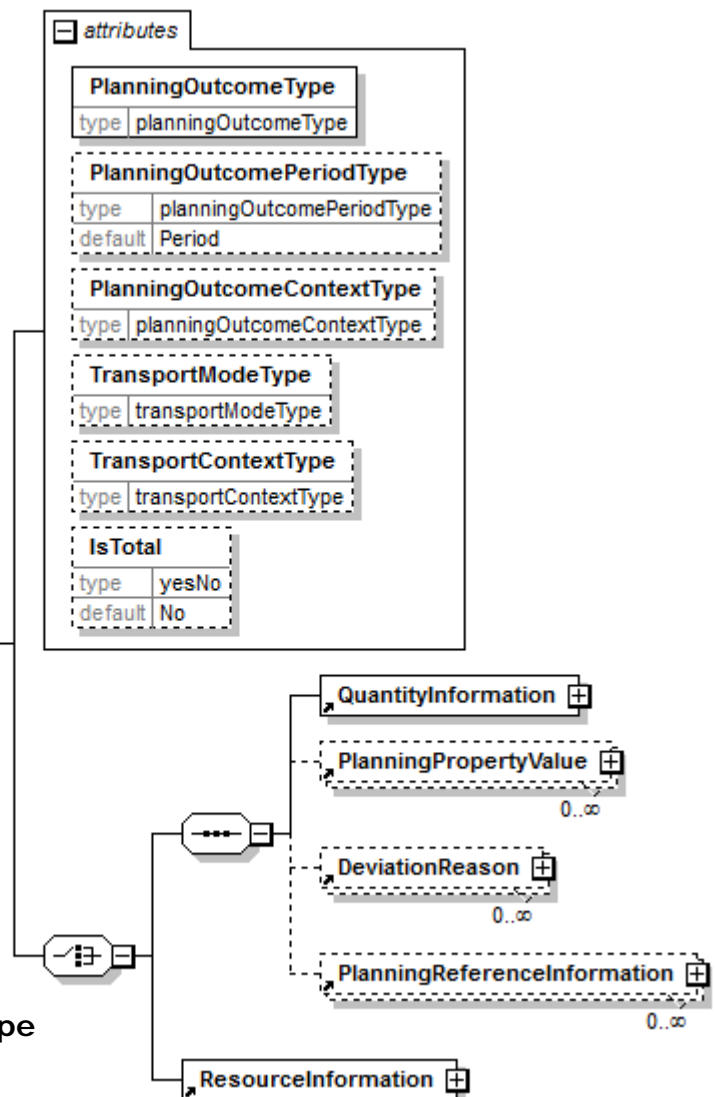 attributes
PlanningOutcomeType
type planningOutcomeType
PlanningOutcomePeriodType
type planningOutcomePeriodType
default Period
PlanningOutcomeContextType
type planningOutcomeContextType
TransportModeType
type transportModeType
TransportContextType
type transportContextType
IsTotal
type yesNo
default No
QuantityInformation
PlanningPropertyValue
0..∞
DeviationReason
0..∞
PlanningReferenceInformation
0..∞
pe
ResourceInformation